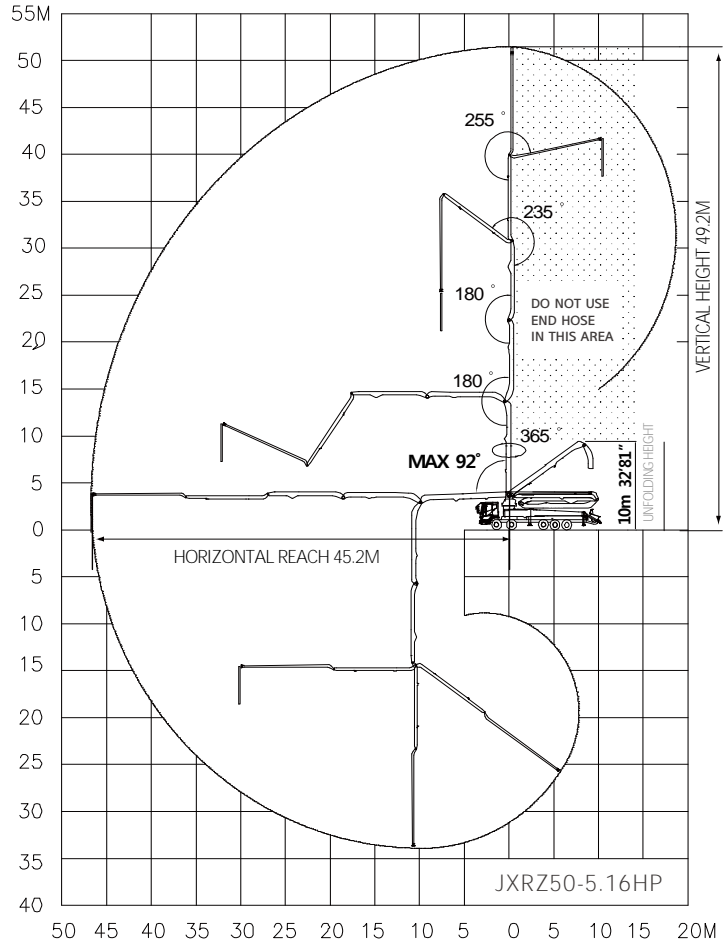 55M
50
45
40
35
30
25
20
15
10
5
0
5
10
15
20
25
30
35
40
255°
235°
180°
180°
365°
MAX 92°
DO NOT USE
END HOSE
IN THIS AREA
VERTICAL HEIGHT 49.2M
10m 32'81"
UNFOLDING HEIGHT
HORIZONTAL REACH 45.2M
JXRZ50-5.16HP
50 45 40 35 30 25 20 15 10 5 0 5 10 15 20M